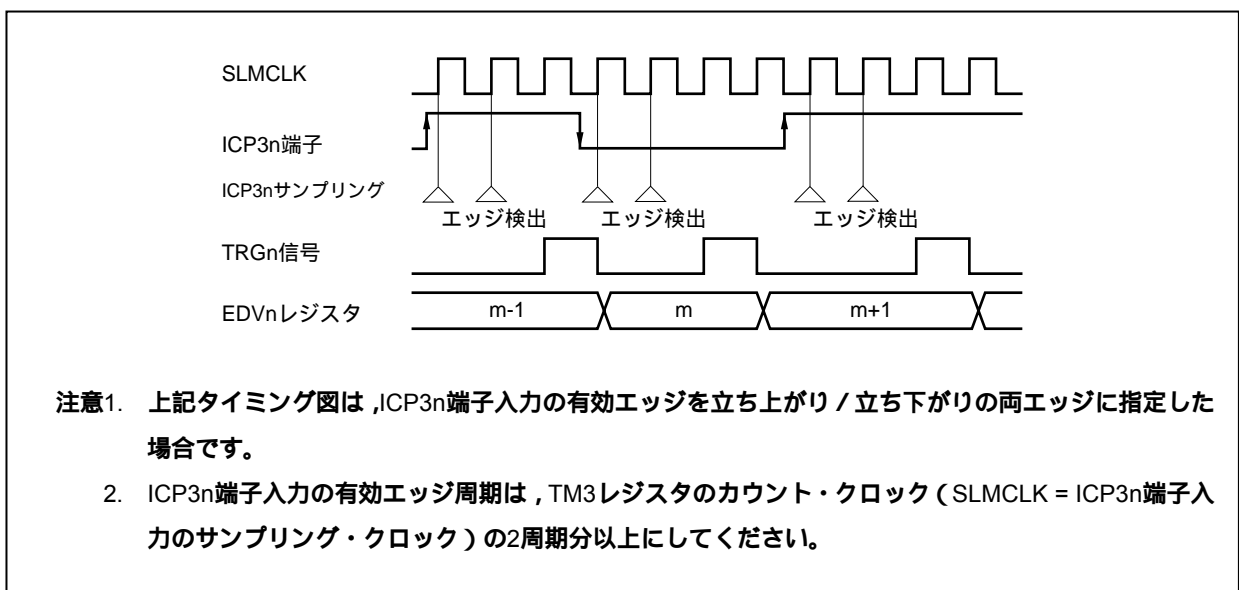 SLMCLK
ICP3n端子
ICP3nサンプリング
エッジ検出 エッジ検出 エッジ検出
TRGn信号
EDVnレジスタ m-1 m m+1
注意1. 上記タイミング図は，ICP3n端子入力の有効エッジを立ち上がり／立ち下がりの両エッジに指定した
場合です。
2. ICP3n端子入力の有効エッジ周期は，TM3レジスタのカウント・クロック（SLMCLK = ICP3n端子入
力のサンプリング・クロック）の2周期分以上にしてください。